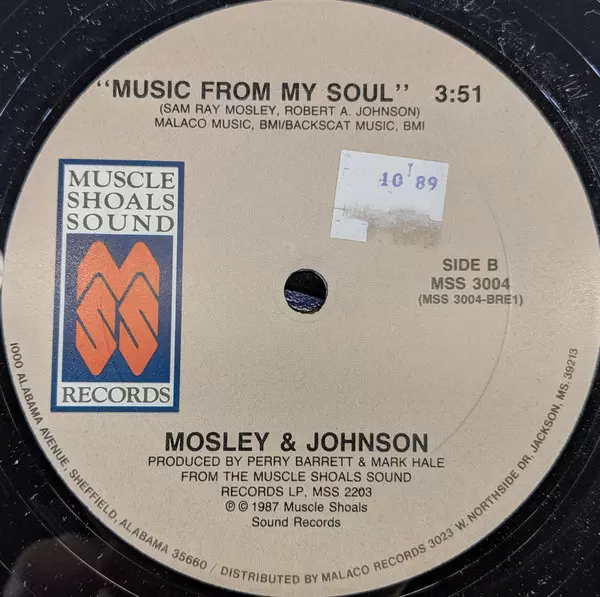 "MUSIC FROM MY SOUL" 3:51
(SAM RAY MOSLEY, ROBERT A. JOHNSON)
MALACO MUSIC, BMI/BACKSCAT MUSIC, BMI
J
10 89
MUSCLE
SHOALS
SOUND
RECORDS
SIDE B
MSS 3004
(MSS 3004-BRE1)
MOSLEY & JOHNSON
PRODUCED BY PERRY BARRETT & MARK HALE
FROM THE MUSCLE SHOALS SOUND
RECORDS LP, MSS 2203
℗ © 1987 Muscle Shoals
Sound Records
1000 ALABAMA AVENUE, SHEFFIELD, ALABAMA 35660 / DISTRIBUTED BY MALACO RECORDS 3023 W. NORTHSIDE DR. JACKSON, MS. 39213